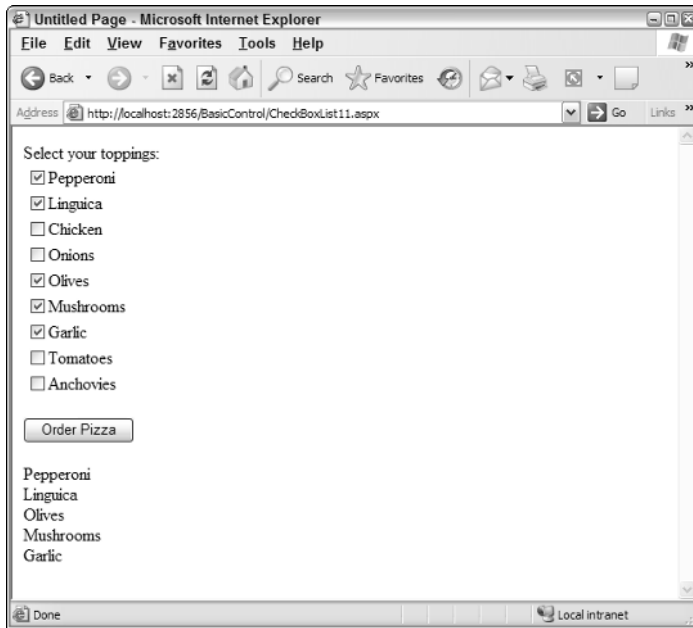 Untitled Page - Microsoft Internet Explorer
File Edit View Favorites Tools Help
Back Search Favorites »
Address http://localhost:2856/BasicControl/CheckBoxList11.aspx Go Links »
Select your toppings:
Pepperoni
Linguica
Chicken
Onions
Olives
Mushrooms
Garlic
Tomatoes
Anchovies
Order Pizza
Pepperoni
Linguica
Olives
Mushrooms
Garlic
Done Local intranet